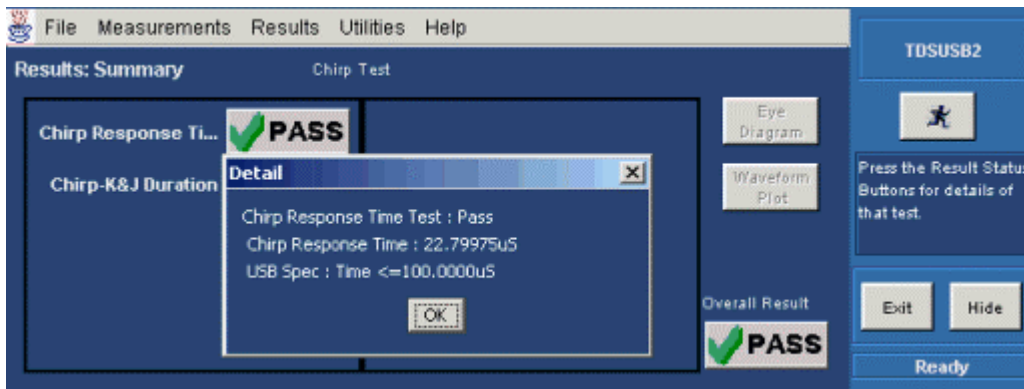 File Measurements Results Utilities Help
Results: Summary
Chirp Test
Chirp Response Ti... PASS
Chirp-K&J Duration
Detail
Chirp Response Time Test : Pass
Chirp Response Time : 22.79975uS
USB Spec : Time <=100.0000uS
OK
Eye
Diagram
Waveform
Plot
Overall Result
PASS
TDSUSB2
Press the Result Status
Buttons for details of
that test.
Exit Hide
Ready